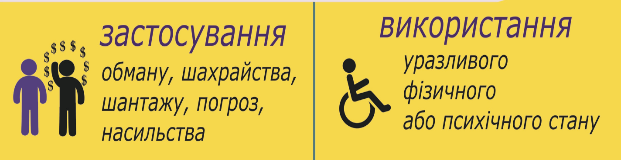 застосування
обману, шахрайства,
шантажу, погроз,
насильства
використання
уразливого
фізичного
або психічного стану